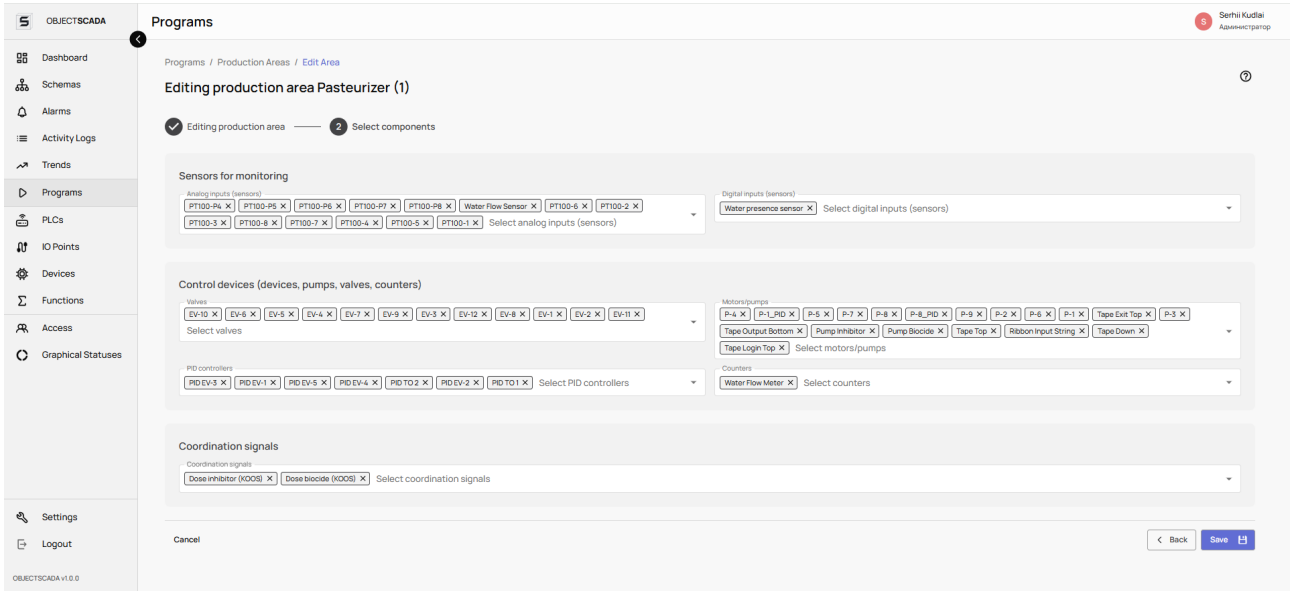 OBJECTSCADA
Programs
S
Serhii Kudlai
Администратор
Dashboard
Schemas
Alarms
Activity Logs
Trends
Programs
PLCs
IO Points
Devices
Functions
Access
Graphical Statuses
Settings
Logout
OBJECTSCADA v1.0.0
Programs / Production Areas / Edit Area
Editing production area Pasteurizer (1)
Editing production area
2 Select components
Sensors for monitoring
Analog inputs (sensors)
PT100-P4 X PT100-P5 X PT100-P6 X PT100-P7 X PT100-P8 X Water Flow Sensor X PT100-6 X PT100-2 X
PT100-3 X PT100-8 X PT100-7 X PT100-4 X PT100-5 X PT100-1 X Select analog inputs (sensors)
Digital inputs (sensors)
Water presence sensor X Select digital inputs (sensors)
Control devices (devices, pumps, valves, counters)
Valves
EV-10 X EV-6 X EV-5 X EV-4 X EV-7 X EV-9 X EV-3 X EV-12 X EV-8 X EV-1 X EV-2 X EV-11 X
Select valves
Motors/pumps
P-4 X P-1_PID X P-5 X P-7 X P-8 X P-8_PID X P-9 X P-2 X P-6 X P-1 X Tape Exit Top X P-3 X
Tape Output Bottom X Pump Inhibitor X Pump Biocide X Tape Top X Ribbon Input String X Tape Down X
Tape Login Top X Select motors/pumps
PID controllers
PID EV-3 X PID EV-1 X PID EV-5 X PID EV-4 X PID TO 2 X PID EV-2 X PID TO 1 X Select PID controllers
Counters
Water Flow Meter X Select counters
Coordination signals
Coordination signals
Dose inhibitor (KOOS) X Dose biocide (KOOS) X Select coordination signals
Cancel
Back
Save